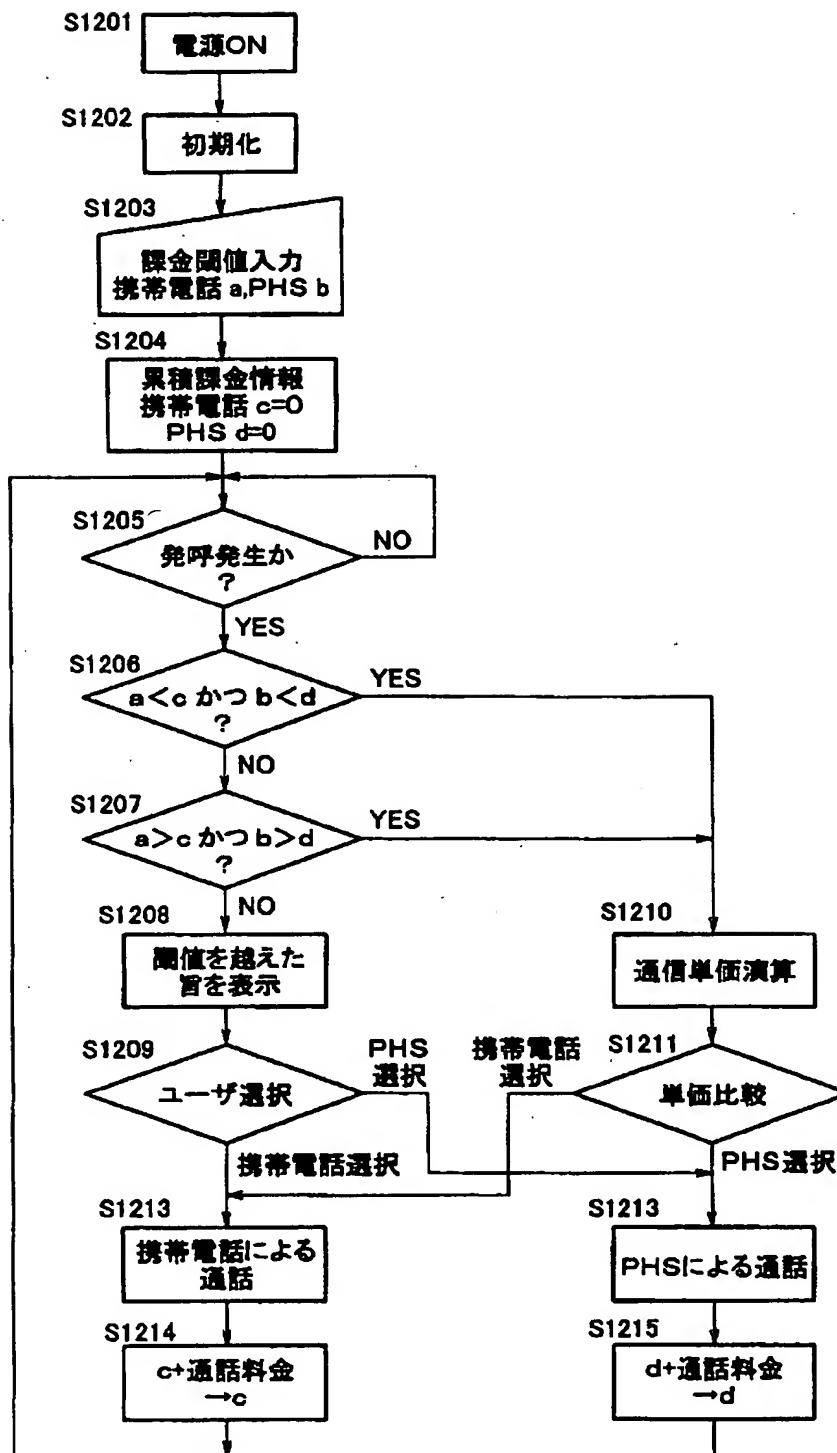 S1201
電源ON
S1202
初期化
S1203
課金閾値入力
携帯電話 a,PHS b
S1204
累積課金情報
携帯電話 c=0
PHS d=0
S1205
発呼発生か
?
NO
YES
S1206
a<c かつ b<d
?
YES
NO
S1207
a>c かつ b>d
?
YES
NO
S1208
閾値を越えた
旨を表示
S1210
通信単価演算
S1209
ユーザ選択
PHS
選択
携帯電話
選択
S1211
単価比較
携帯電話選択
PHS選択
S1213
携帯電話による
通話
S1213
PHSによる通話
S1214
c+通話料金
→c
S1215
d+通話料金
→d